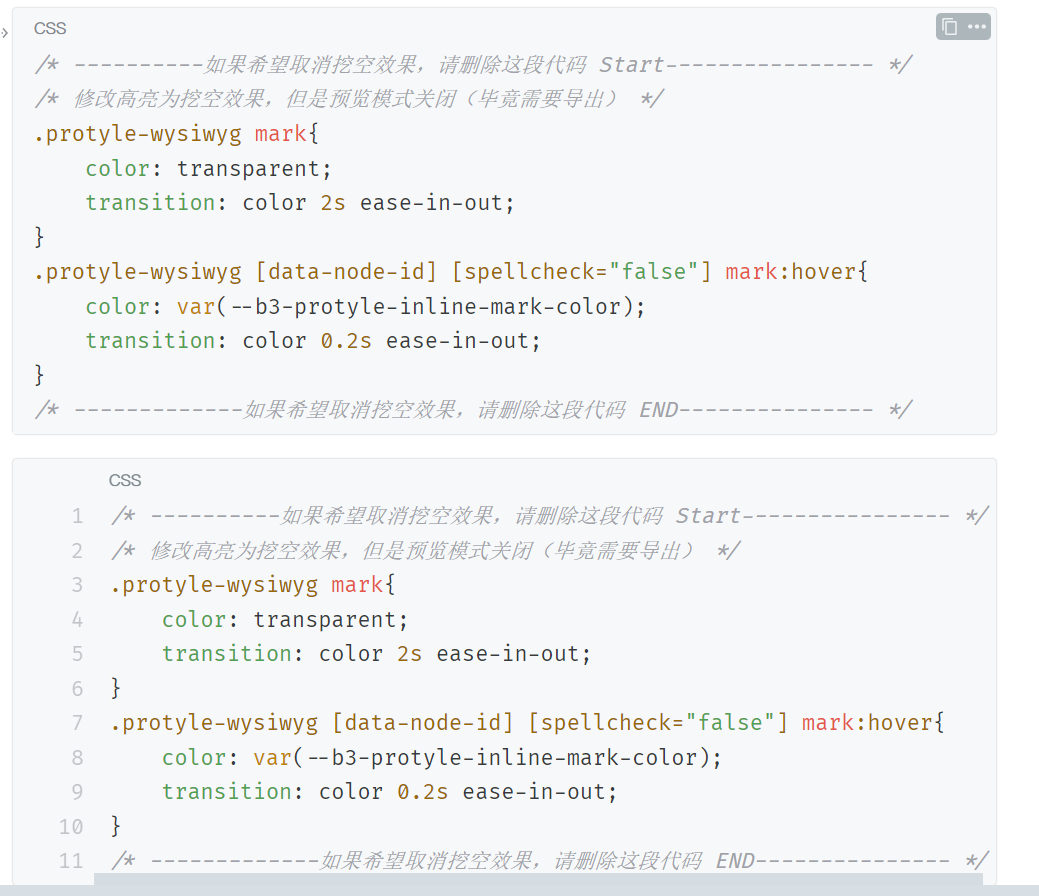 CSS
/* ----------如果希望取消挖空效果，请删除这段代码 Start---------------- */
/* 修改高亮为挖空效果，但是预览模式关闭（毕竟需要导出） */
.protyle-wysiwyg mark{
    color: transparent;
    transition: color 2s ease-in-out;
}
.protyle-wysiwyg [data-node-id] [spellcheck="false"] mark:hover{
    color: var(--b3-protyle-inline-mark-color);
    transition: color 0.2s ease-in-out;
}
/* -------------如果希望取消挖空效果，请删除这段代码 END--------------- */
CSS
1 /* ----------如果希望取消挖空效果，请删除这段代码 Start---------------- */
2 /* 修改高亮为挖空效果，但是预览模式关闭（毕竟需要导出） */
3 .protyle-wysiwyg mark{
4     color: transparent;
5     transition: color 2s ease-in-out;
6 }
7 .protyle-wysiwyg [data-node-id] [spellcheck="false"] mark:hover{
8     color: var(--b3-protyle-inline-mark-color);
9     transition: color 0.2s ease-in-out;
10 }
11 /* -------------如果希望取消挖空效果，请删除这段代码 END--------------- */